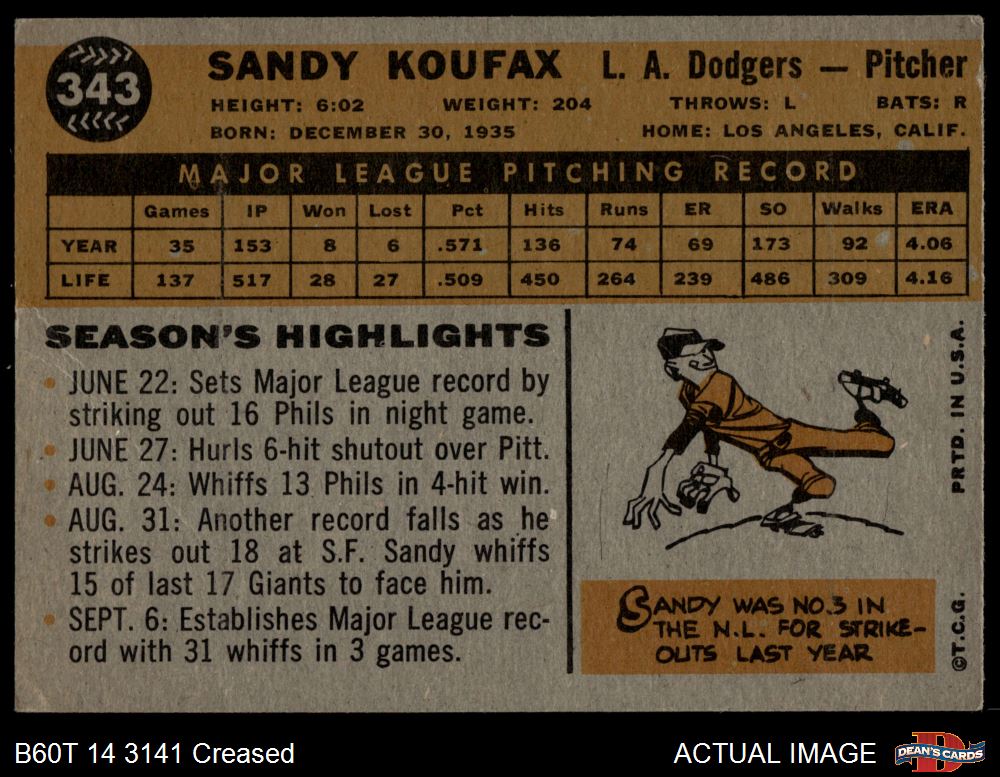 343
SANDY KOUFAX L. A. Dodgers — Pitcher
HEIGHT: 6:02 WEIGHT: 204 THROWS: L BATS: R
BORN: DECEMBER 30, 1935 HOME: LOS ANGELES, CALIF.
MAJOR LEAGUE PITCHING RECORD
Games IP Won Lost Pct Hits Runs ER SO Walks ERA
YEAR 35 153 8 6 .571 136 74 69 173 92 4.06
LIFE 137 517 28 27 .509 450 264 239 486 309 4.16
SEASON'S HIGHLIGHTS
• JUNE 22: Sets Major League record by
striking out 16 Phils in night game.
• JUNE 27: Hurls 6-hit shutout over Pitt.
• AUG. 24: Whiffs 13 Phils in 4-hit win.
• AUG. 31: Another record falls as he
strikes out 18 at S.F. Sandy whiffs
15 of last 17 Giants to face him.
• SEPT. 6: Establishes Major League rec-
ord with 31 whiffs in 3 games.
SANDY WAS NO.3 IN
THE N.L. FOR STRIKE-
OUTS LAST YEAR
©T.C.G. PRTD. IN U.S.A.
B60T 14 3141 Creased ACTUAL IMAGE
DEAN'S CARDS